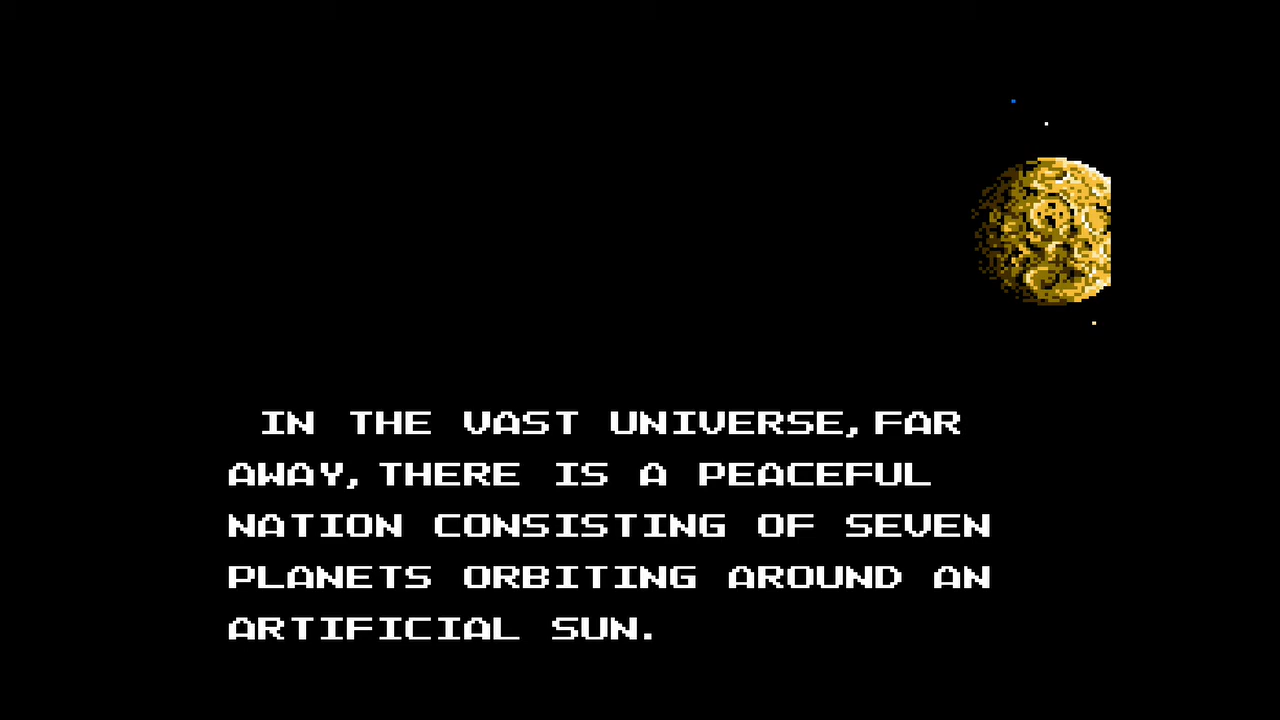 IN THE VAST UNIVERSE,FAR
AWAY,THERE IS A PEACEFUL
NATION CONSISTING OF SEVEN
PLANETS ORBITING AROUND AN
ARTIFICIAL SUN.